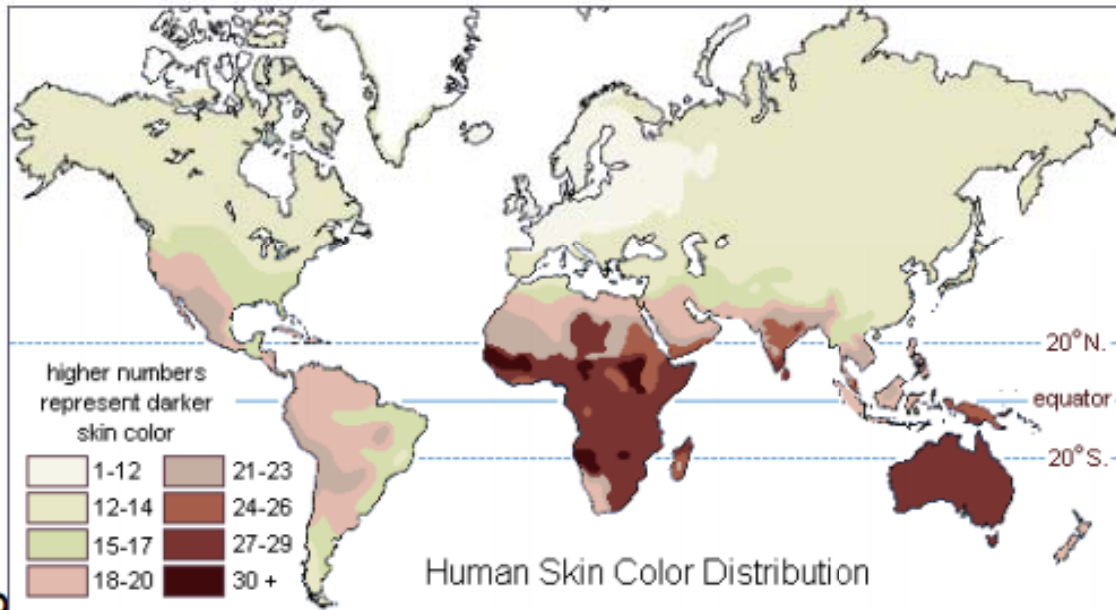 20°N.
higher numbers
represent darker
skin color
equator
1-12
21-23
20°S.
12-14
24-26
15-17
27-29
18-20
30 +
Human Skin Color Distribution